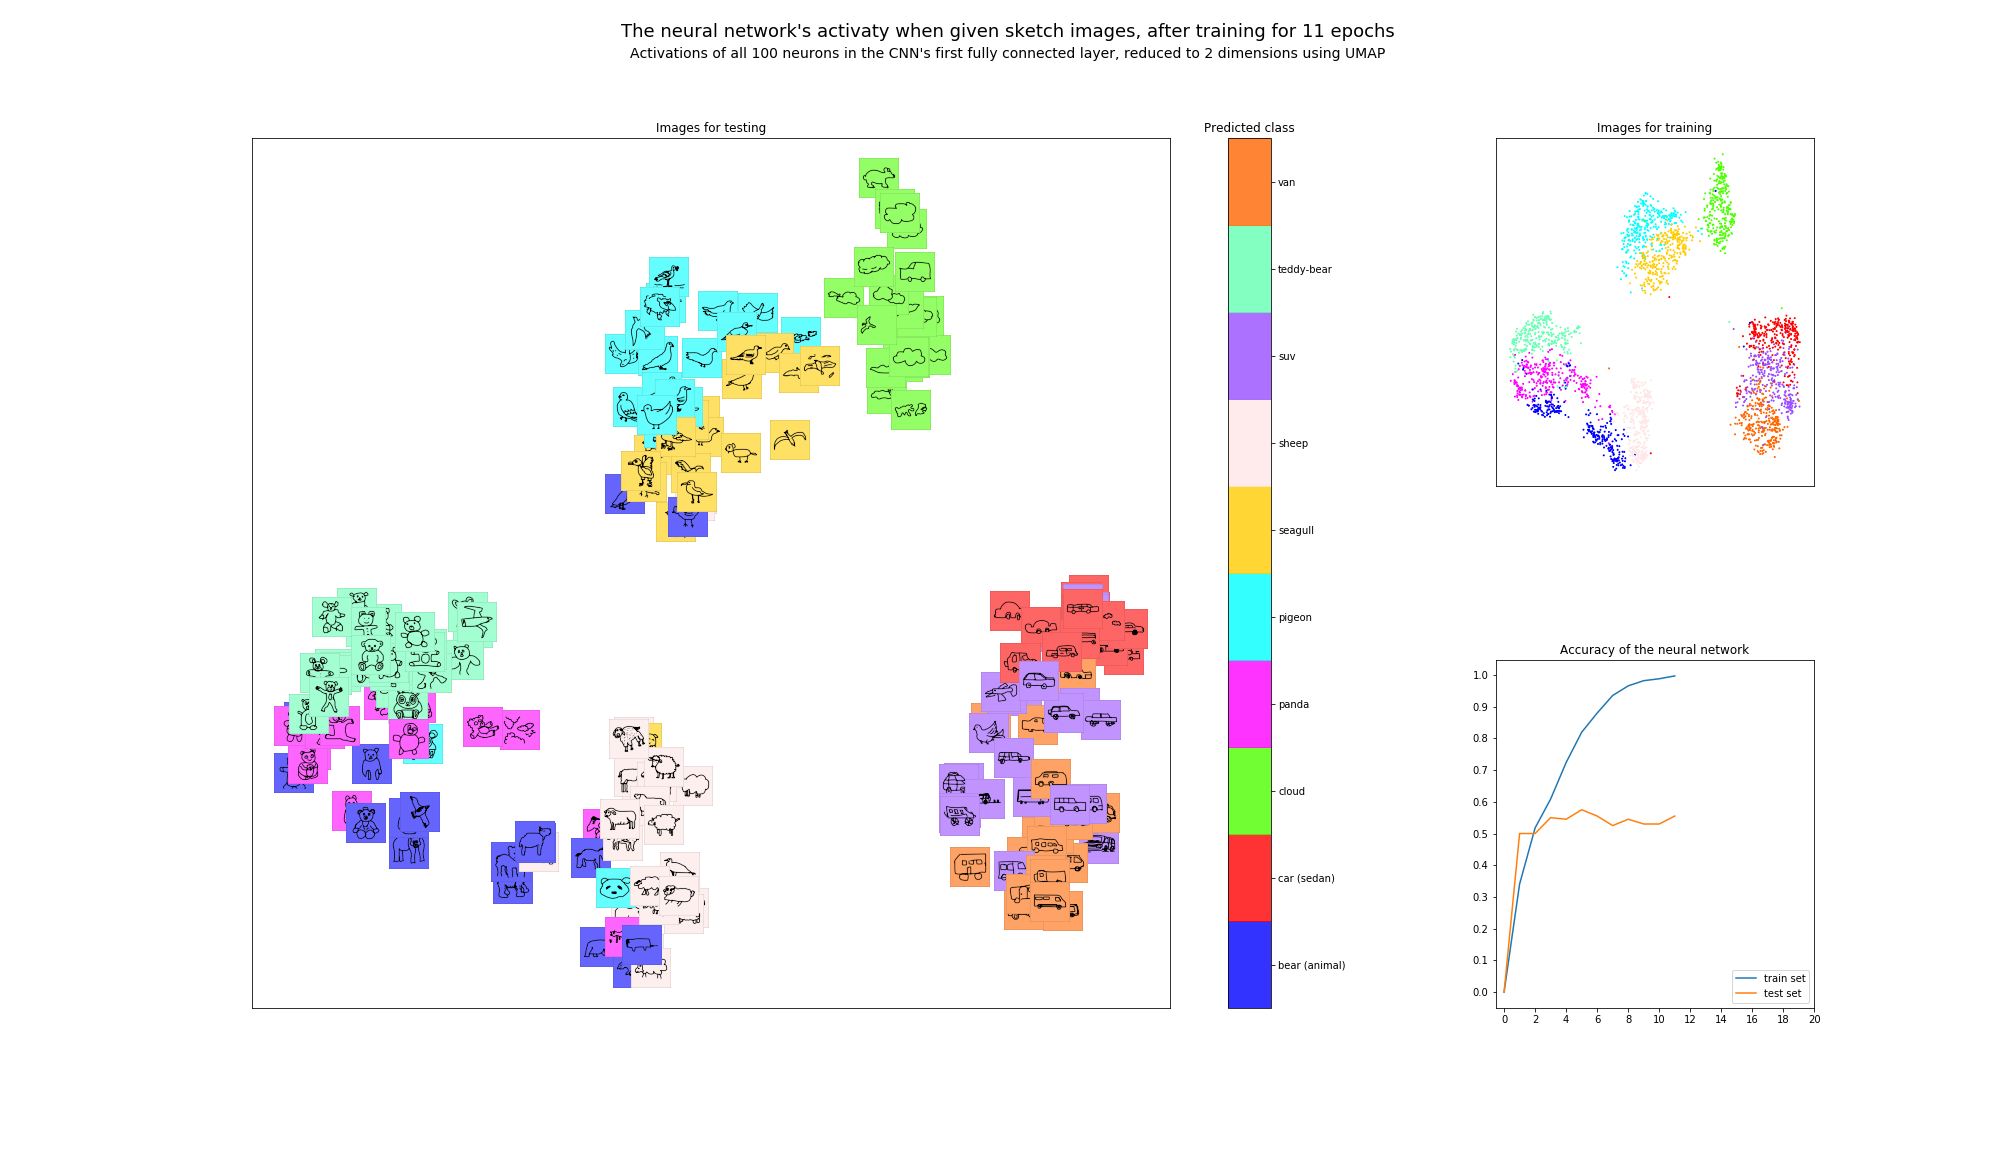 The neural network's activaty when given sketch images, after training for 11 epochs
Activations of all 100 neurons in the CNN's first fully connected layer, reduced to 2 dimensions using UMAP
Images for testing
Predicted class
van
teddy-bear
suv
sheep
seagull
pigeon
panda
cloud
car (sedan)
bear (animal)
Images for training
Accuracy of the neural network
1.0
0.9
0.8
0.7
0.6
0.5
0.4
0.3
0.2
0.1
0.0
train set
test set
0 2 4 6 8 10 12 14 16 18 20